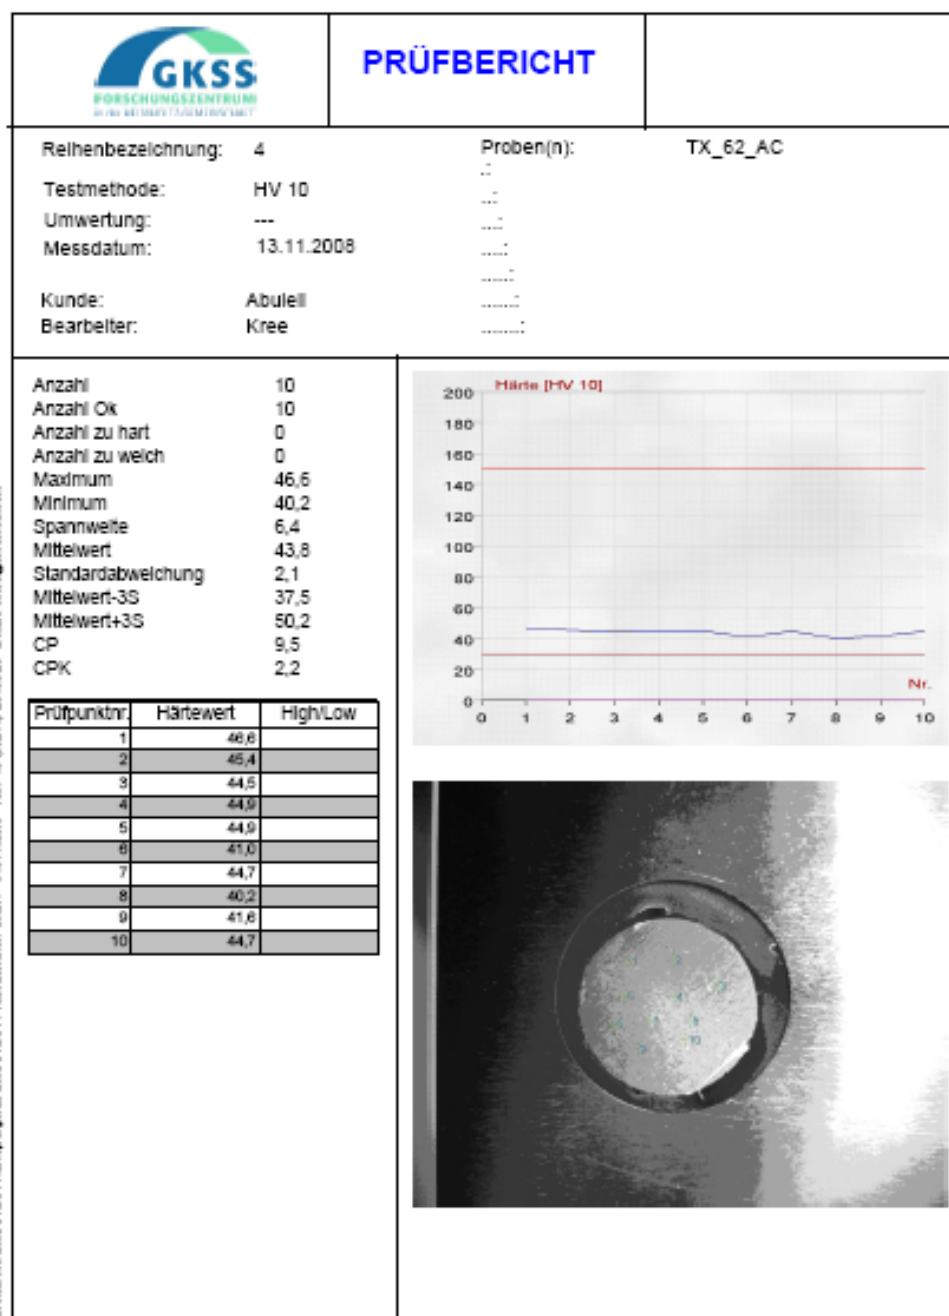 GKSS
FORSCHUNGSZENTRUM
PRÜFBERICHT
Reihenbezeichnung: 4
Proben(n): TX_62_AC
Testmethode: HV 10
Umwertung: ---
Messdatum: 13.11.2008
Kunde: Abulell
Bearbeiter: Kree
Anzahl 10
Anzahl Ok 10
Anzahl zu hart 0
Anzahl zu weich 0
Maximum 46,6
Minimum 40,2
Spannweite 6,4
Mittelwert 43,8
Standardabweichung 2,1
Mittelwert-3S 37,5
Mittelwert+3S 50,2
CP 9,5
CPK 2,2
Prüfpunktnr. Härtewert High/Low
1 46,6
2 45,4
3 44,5
4 44,9
5 44,9
6 41,0
7 44,7
8 40,2
9 41,6
10 44,7
Härte [HV 10]
200
180
160
140
120
100
80
60
40
20
0
Nr.
0 1 2 3 4 5 6 7 8 9 10